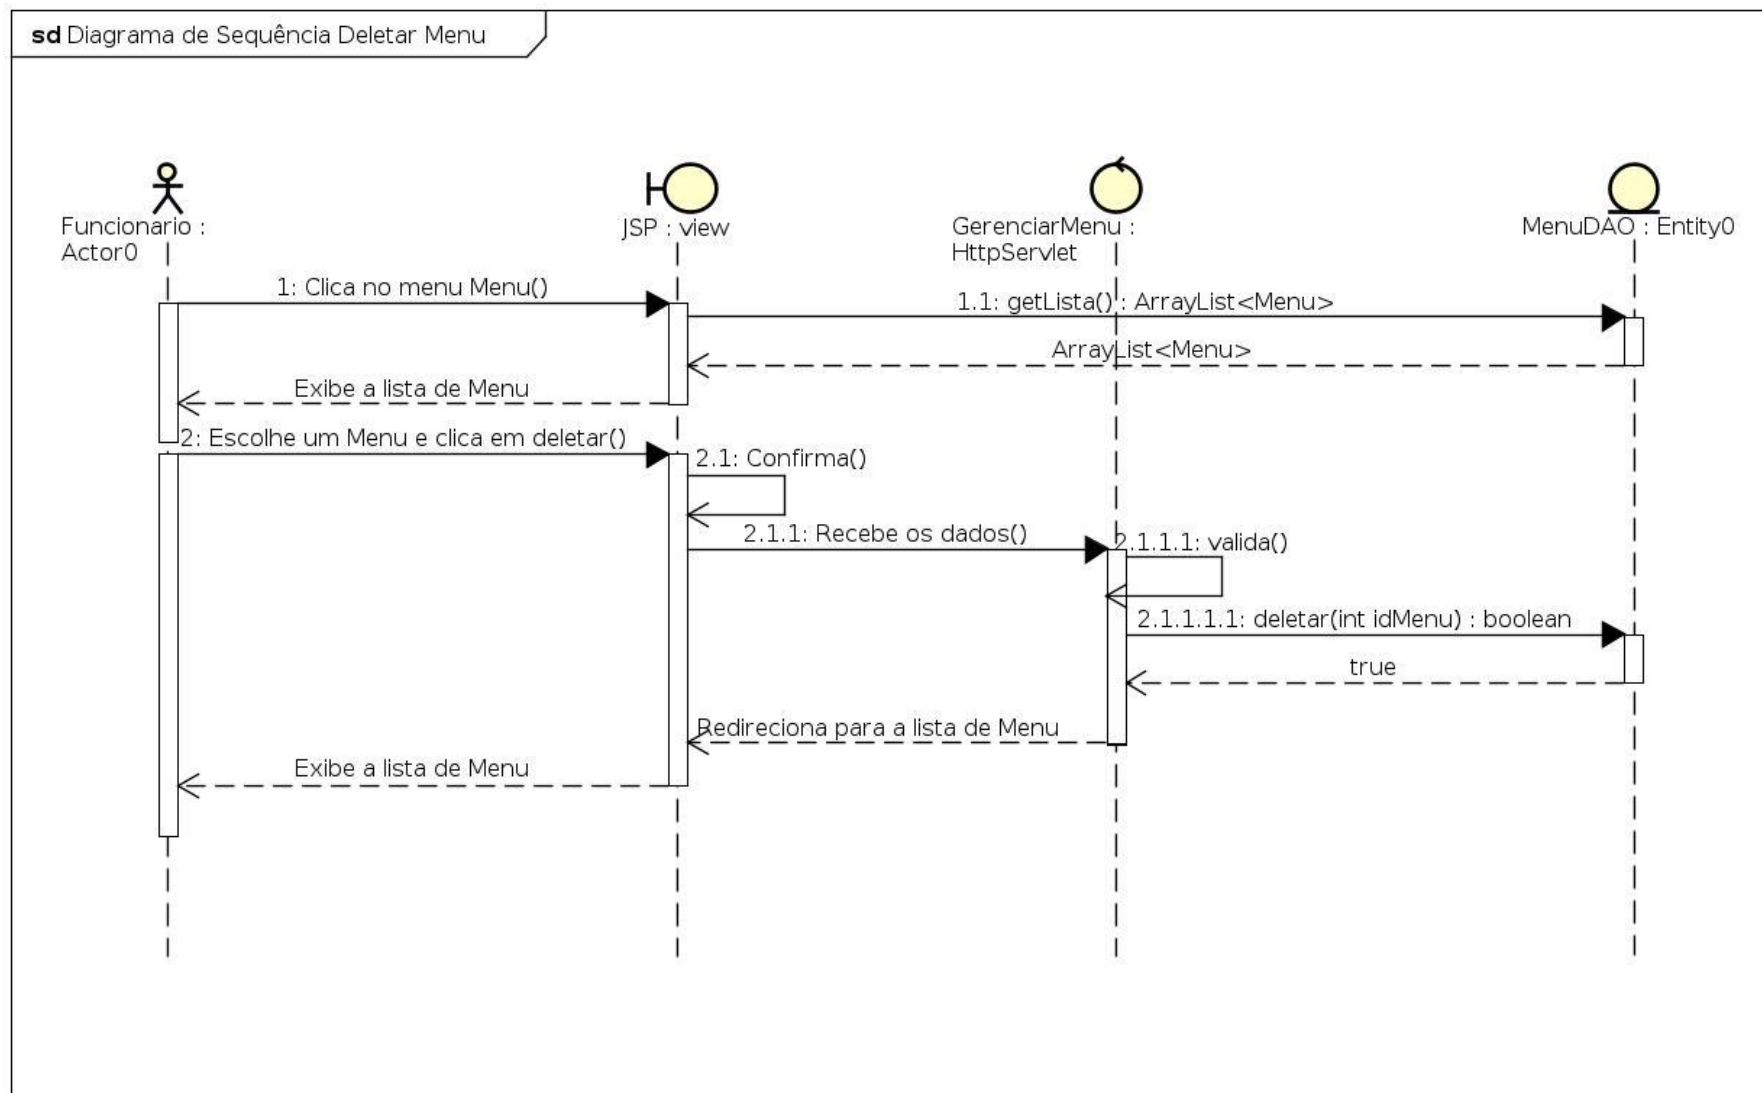 sd Diagrama de Sequência Deletar Menu
Funcionario :
Actor0
JSP : view
GerenciarMenu :
HttpServlet
MenuDAO : Entity0
1: Clica no menu Menu()
1.1: getLista() : ArrayList<Menu>
ArrayList<Menu>
Exibe a lista de Menu
2: Escolhe um Menu e clica em deletar()
2.1: Confirma()
2.1.1: Recebe os dados()
2.1.1.1: valida()
2.1.1.1.1: deletar(int idMenu) : boolean
true
Redireciona para a lista de Menu
Exibe a lista de Menu